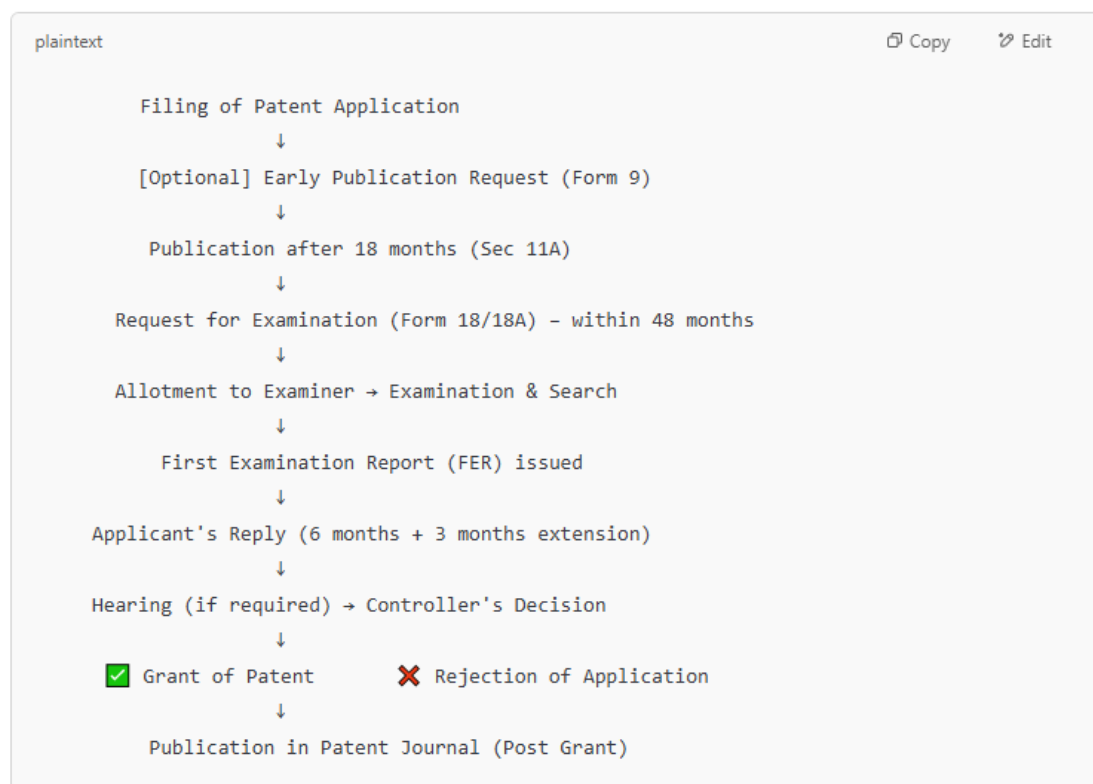 plaintext Copy Edit
Filing of Patent Application
↓
[Optional] Early Publication Request (Form 9)
↓
Publication after 18 months (Sec 11A)
↓
Request for Examination (Form 18/18A) – within 48 months
↓
Allotment to Examiner → Examination & Search
↓
First Examination Report (FER) issued
↓
Applicant's Reply (6 months + 3 months extension)
↓
Hearing (if required) → Controller's Decision
↓
✅ Grant of Patent ❌ Rejection of Application
↓
Publication in Patent Journal (Post Grant)